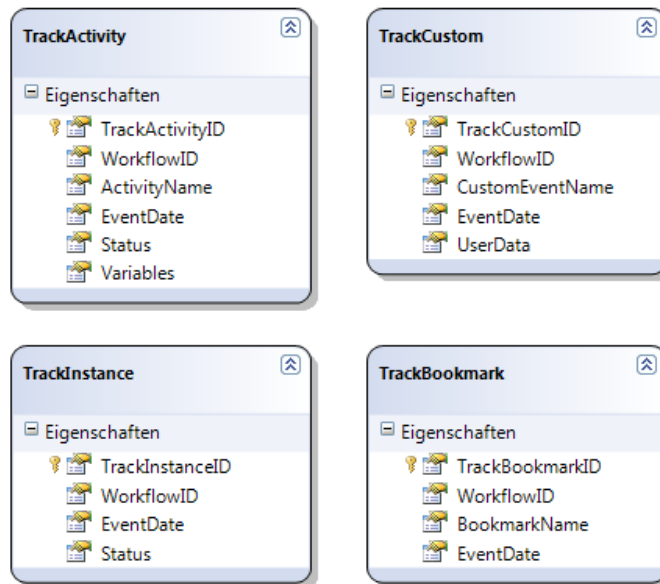 TrackActivity
Eigenschaften
TrackActivityID
WorkflowID
ActivityName
EventDate
Status
Variables
TrackCustom
Eigenschaften
TrackCustomID
WorkflowID
CustomEventName
EventDate
UserData
TrackInstance
Eigenschaften
TrackInstanceID
WorkflowID
EventDate
Status
TrackBookmark
Eigenschaften
TrackBookmarkID
WorkflowID
BookmarkName
EventDate